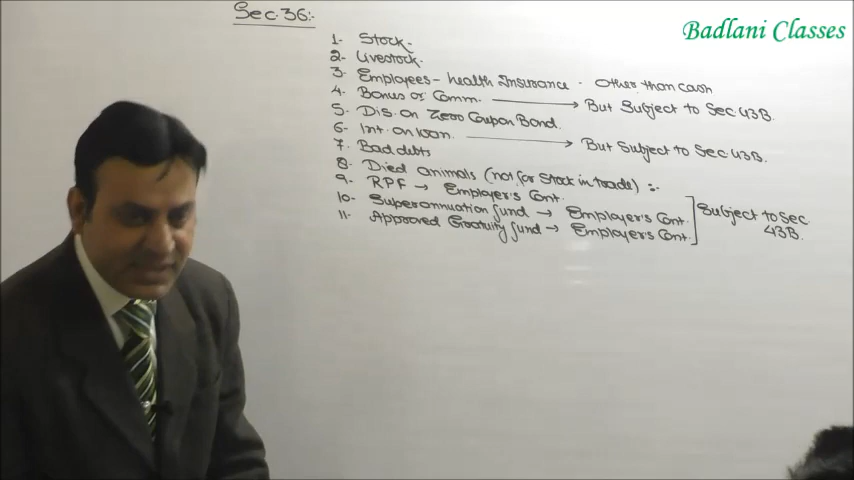 Badlani Classes
Sec. 36:-
1- Stock-
2- Livestock-
3- Employees - health Insurance - Other than cash
4- Bonus or Comm. → But Subject to Sec 43B.
5- Dis. on Zero Coupon Bond.
6- Int. on loan. → But Subject to Sec 43B.
7- Bad debts
8- Died animals (not for Stock in trade) :-
9- RPF → Employer's Cont.
10- Superannuation fund → Employer's Cont.
11- Approved Gratuity fund → Employer's Cont.
Subject to Sec
43B.